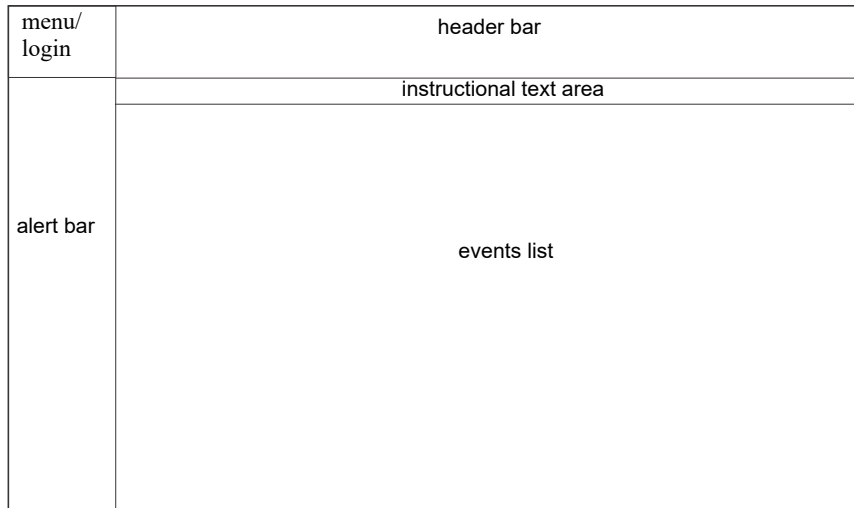 menu/
login
header bar
instructional text area
alert bar
events list